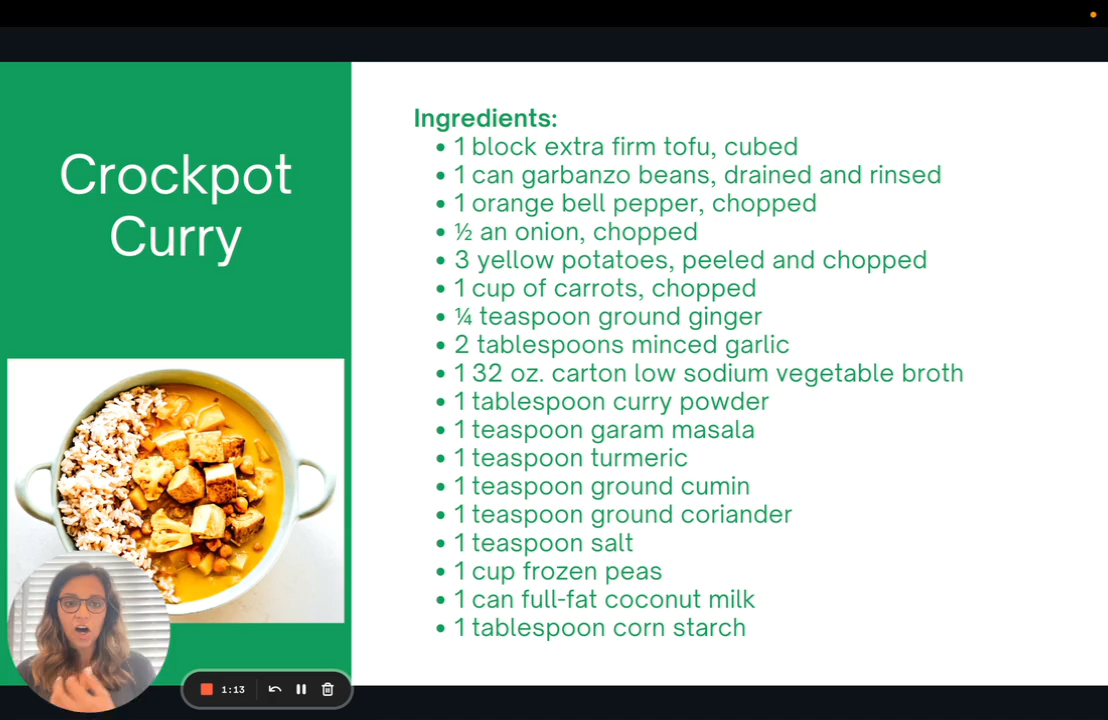 Crockpot
Curry
Ingredients:
• 1 block extra firm tofu, cubed
• 1 can garbanzo beans, drained and rinsed
• 1 orange bell pepper, chopped
• ½ an onion, chopped
• 3 yellow potatoes, peeled and chopped
• 1 cup of carrots, chopped
• ¼ teaspoon ground ginger
• 2 tablespoons minced garlic
• 1 32 oz. carton low sodium vegetable broth
• 1 tablespoon curry powder
• 1 teaspoon garam masala
• 1 teaspoon turmeric
• 1 teaspoon ground cumin
• 1 teaspoon ground coriander
• 1 teaspoon salt
• 1 cup frozen peas
• 1 can full-fat coconut milk
• 1 tablespoon corn starch
1:13